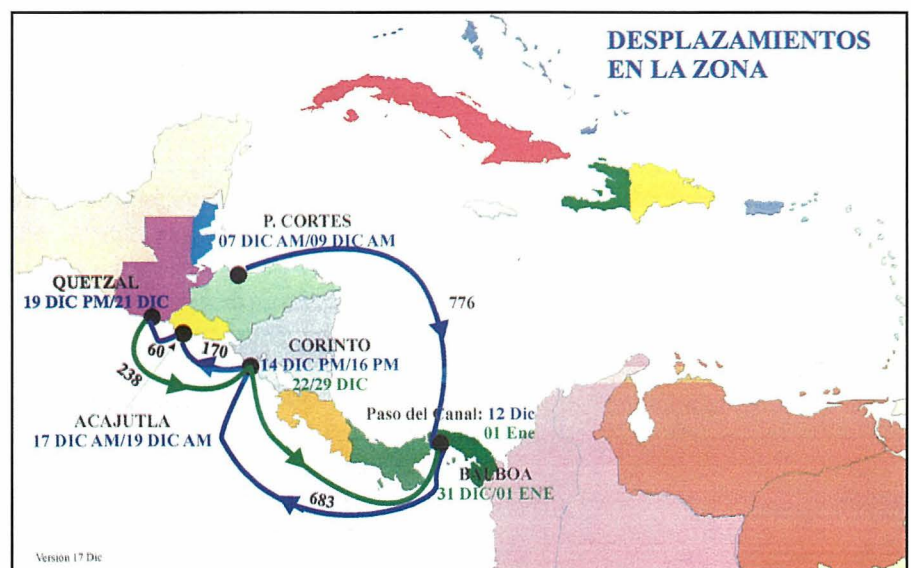 DESPLAZAMIENTOS
EN LA ZONA
P. CORTES
07 DIC AM/09 DIC AM
QUETZAL
19 DIC PM/21 DIC
776
60
170
238
CORINTO
14 DIC PM/16 PM
22/29 DIC
ACAJUTLA
17 DIC AM/19 DIC AM
Paso del Canal: 12 Dic
01 Ene
BALBOA
31 DIC/01 ENE
683
Versión 17 Dic